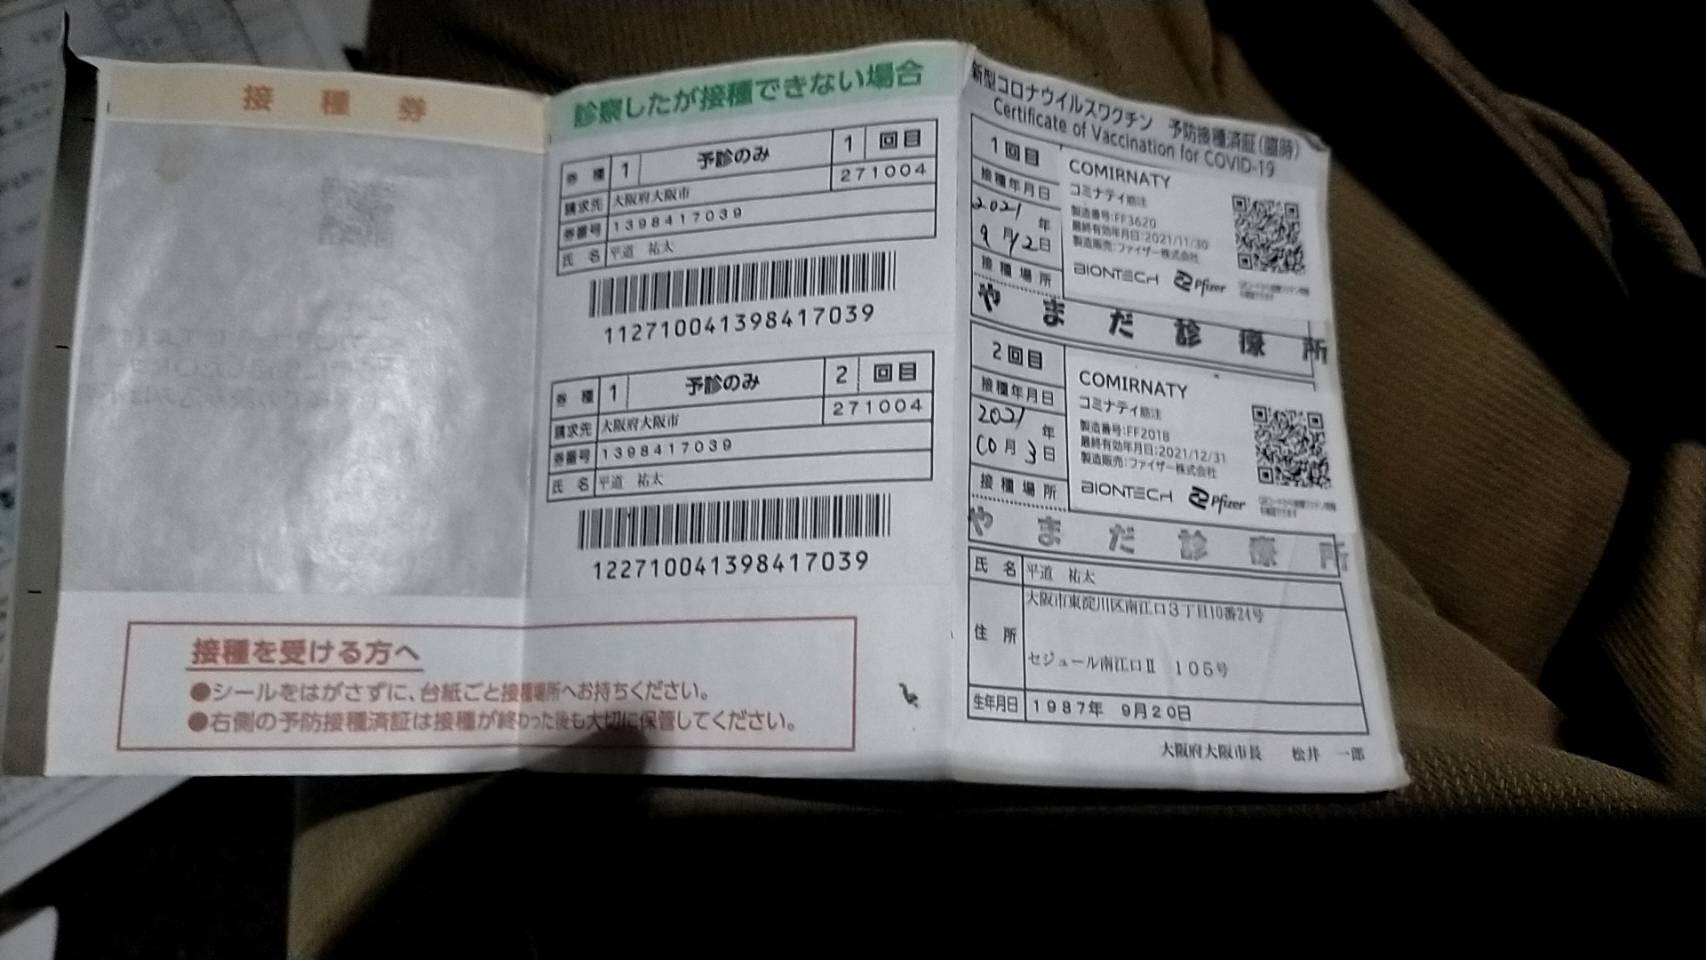 接種券
診察したが接種できない場合
券種 1 予診のみ 1 回目
請求先 大阪府大阪市 271004
券番号 1398417039
氏名 平道 祐太
112710041398417039
券種 1 予診のみ 2 回目
請求先 大阪府大阪市 271004
券番号 1398417039
氏名 平道 祐太
122710041398417039
接種を受ける方へ
●シールをはがさずに、台紙ごと接種場所へお持ちください。
●右側の予防接種済証は接種が終わった後も大切に保管してください。
新型コロナウイルスワクチン 予防接種済証(臨時)
Certificate of Vaccination for COVID-19
1回目
接種年月日
2021年
9月12日
COMIRNATY
コミナティ筋注
製造番号:FF3620
最終有効年月日:2021/11/30
製造販売:ファイザー株式会社
BIONTECH Pfizer
接種場所
やまだ診療所
2回目
接種年月日
2021年
10月3日
COMIRNATY
コミナティ筋注
製造番号:FF2018
最終有効年月日:2021/12/31
製造販売:ファイザー株式会社
BIONTECH Pfizer
接種場所
やまだ診療所
氏名 平道 祐太
住所 大阪市東淀川区南江口3丁目10番24号
セジュール南江口Ⅱ 105号
生年月日 1987年 9月20日
大阪府大阪市長 松井 一郎